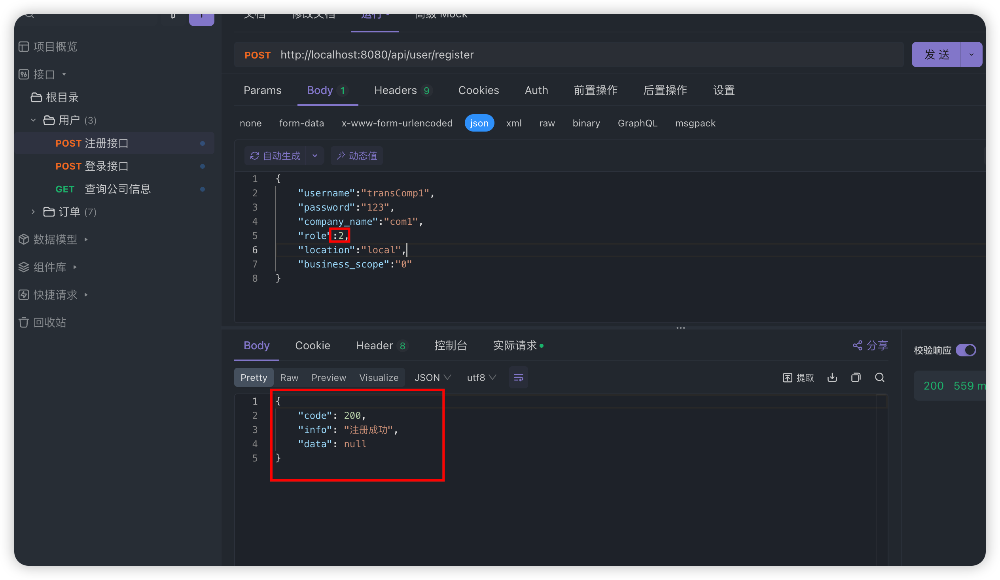 文档 修改文档 运行 高级 Mock
项目概览
接口
根目录
用户 (3)
POST 注册接口
POST 登录接口
GET 查询公司信息
订单 (7)
数据模型
组件库
快捷请求
回收站
POST http://localhost:8080/api/user/register 发 送
Params Body 1 Headers 9 Cookies Auth 前置操作 后置操作 设置
none form-data x-www-form-urlencoded json xml raw binary GraphQL msgpack
自动生成 动态值
1 {
2 "username":"transComp1",
3 "password":"123",
4 "company_name":"com1",
5 "role":2,
6 "location":"local",
7 "business_scope":"0"
8 }
Body Cookie Header 8 控制台 实际请求 分享
校验响应
Pretty Raw Preview Visualize JSON utf8 提取
200 559 m
1 {
2 "code": 200,
3 "info": "注册成功",
4 "data": null
5 }